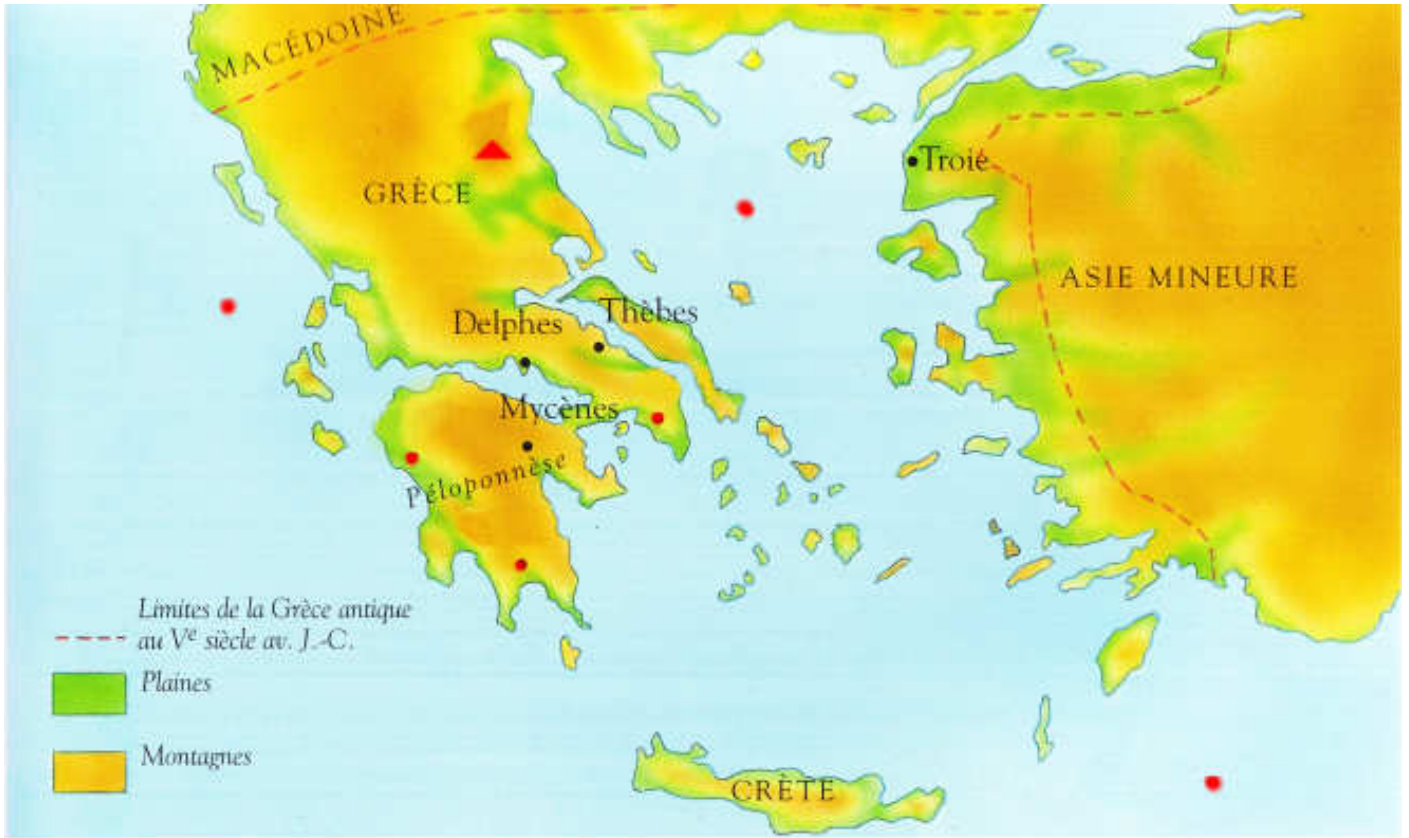 MACÉDOINE
Troie
GRÈCE
ASIE MINEURE
Thèbes
Delphes
Mycènes
Péloponnèse
Limites de la Grèce antique
au Ve siècle av. J.-C.
Plaines
Montagnes
CRÈTE